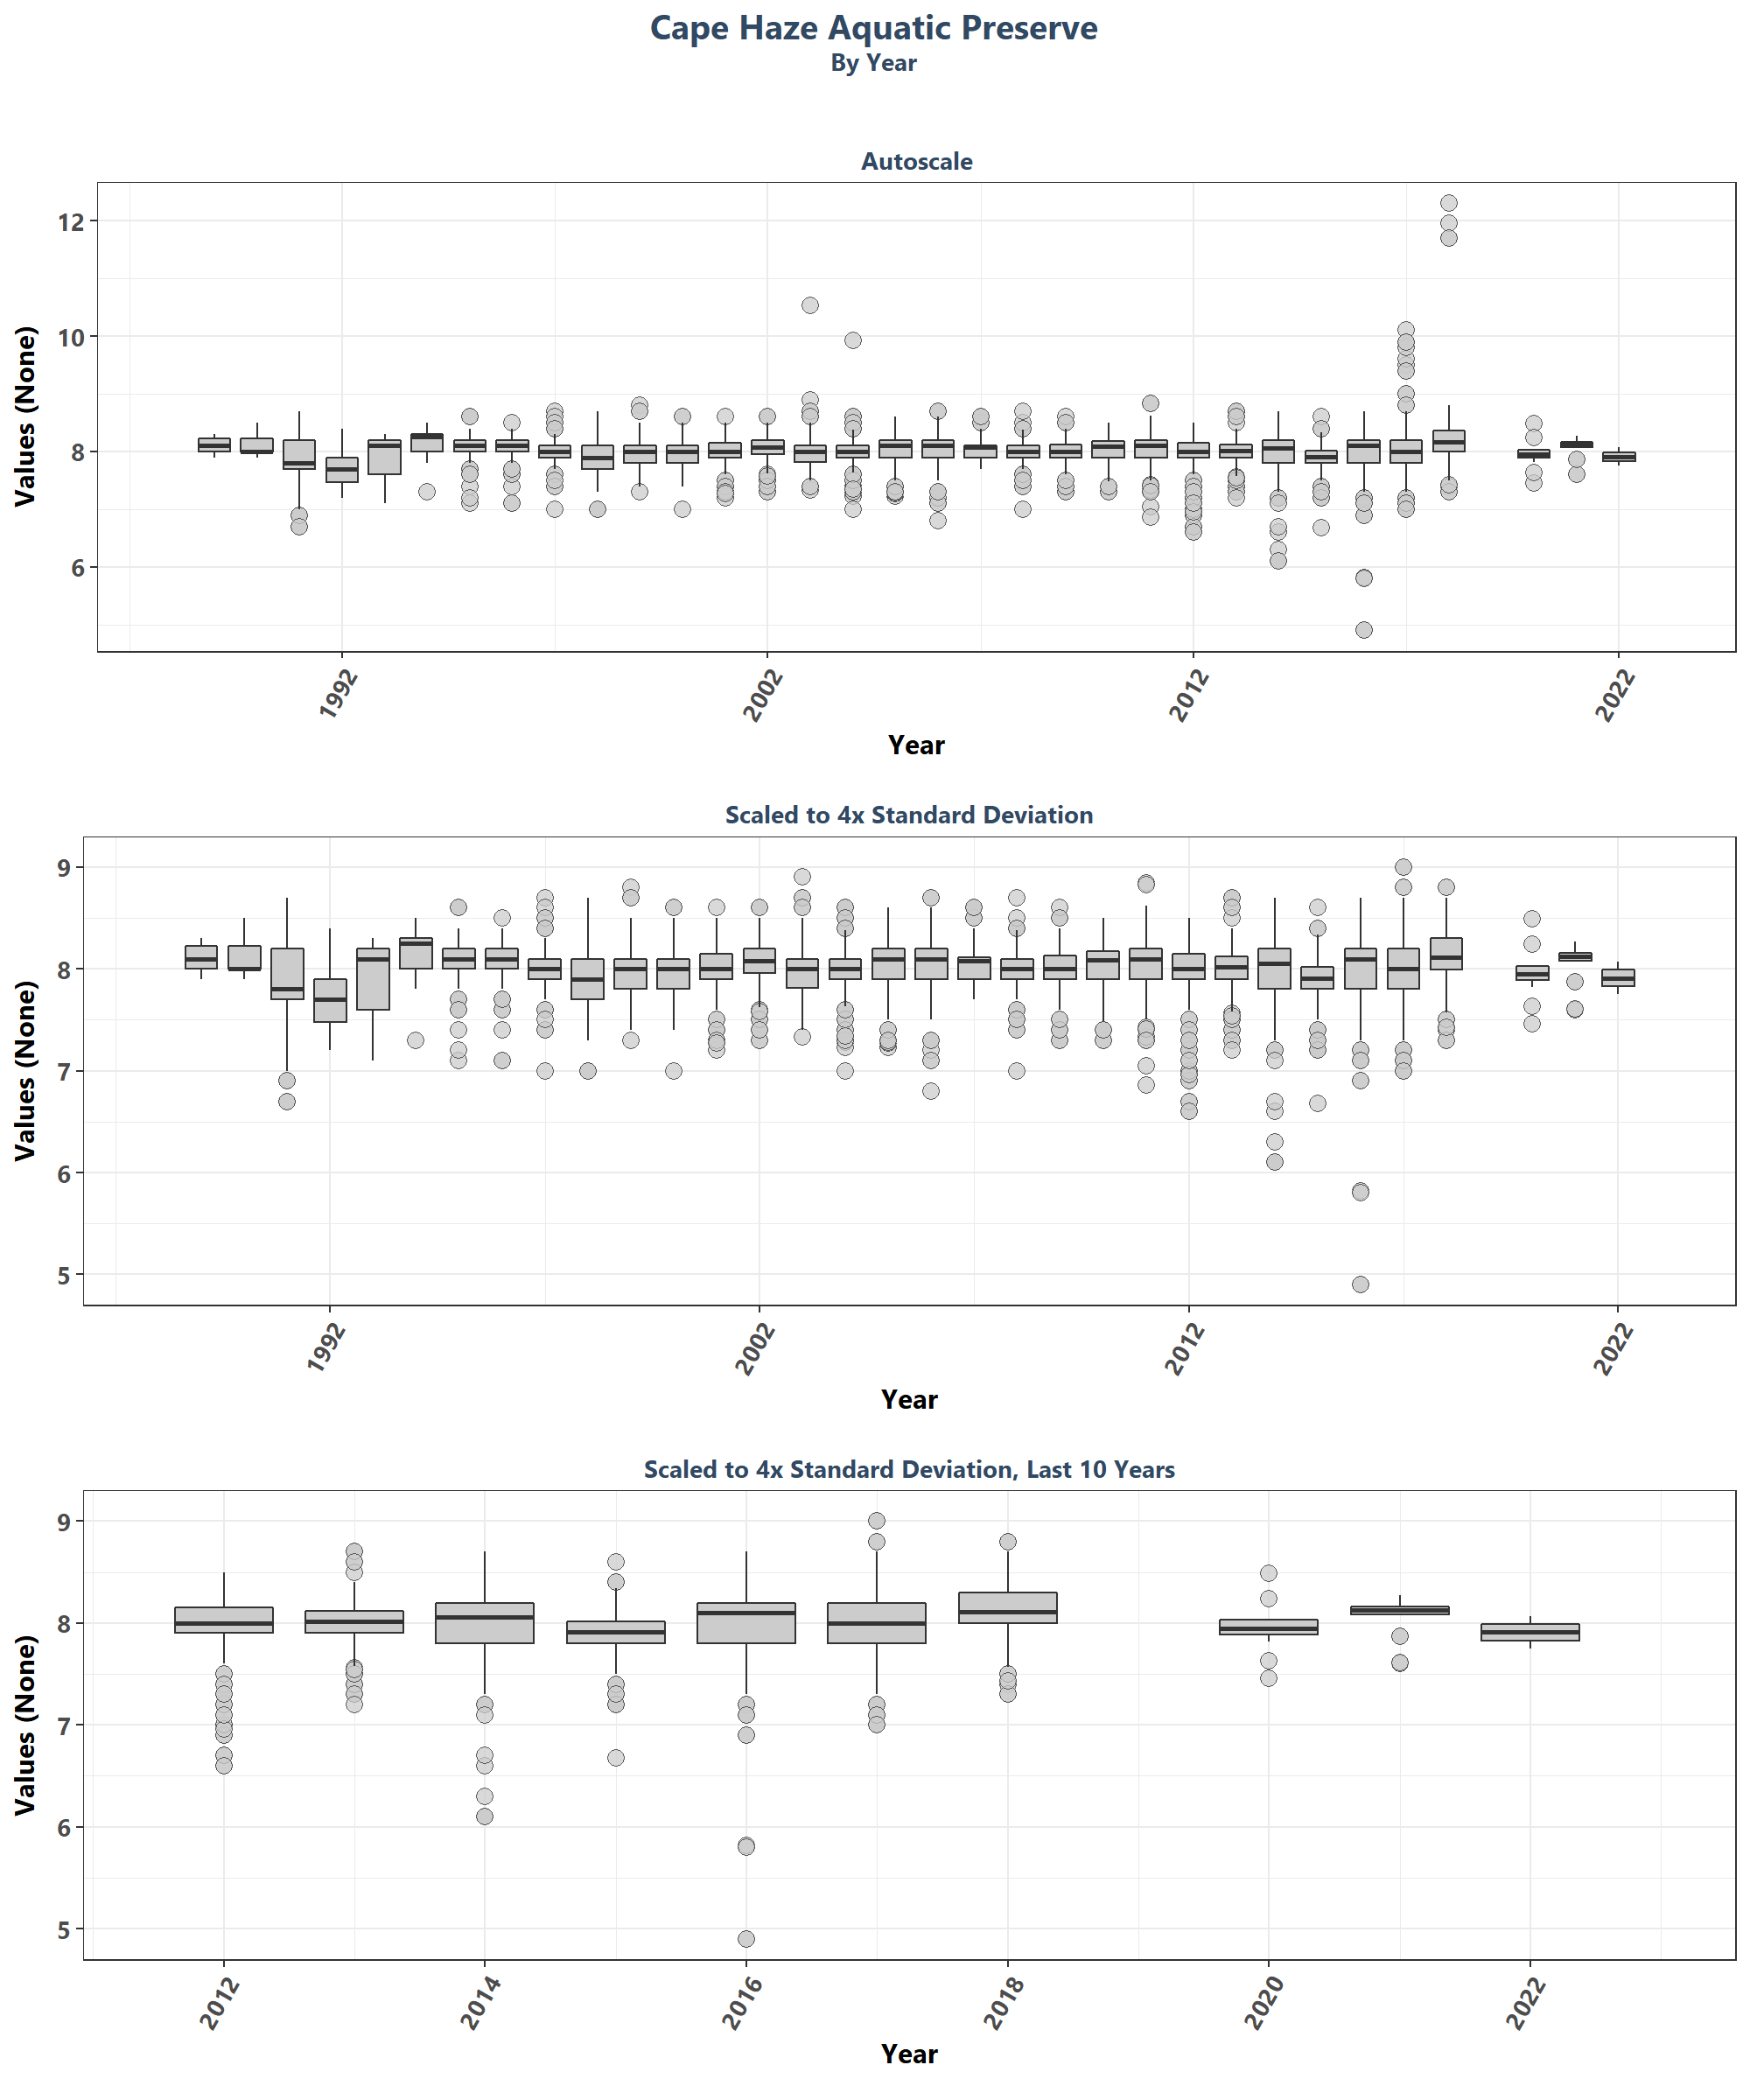 Cape Haze Aquatic Preserve
By Year
Autoscale
12
10
8
6
Values (None)
1992
2002
2012
2022
Year
Scaled to 4x Standard Deviation
9
8
7
6
5
Values (None)
1992
2002
2012
2022
Year
Scaled to 4x Standard Deviation, Last 10 Years
9
8
7
6
5
Values (None)
2012
2014
2016
2018
2020
2022
Year